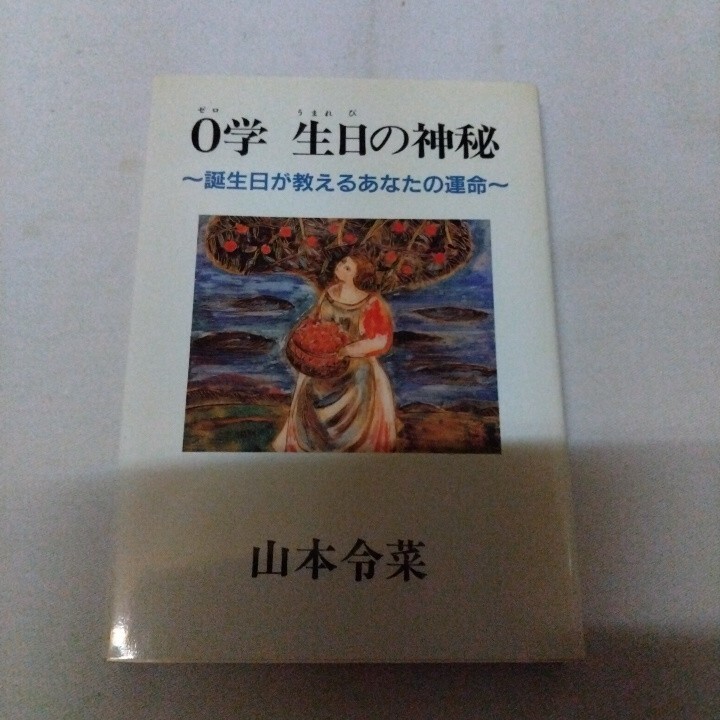 ゼロ うまれ び
0学 生日の神秘
~誕生日が教えるあなたの運命~
山本令菜